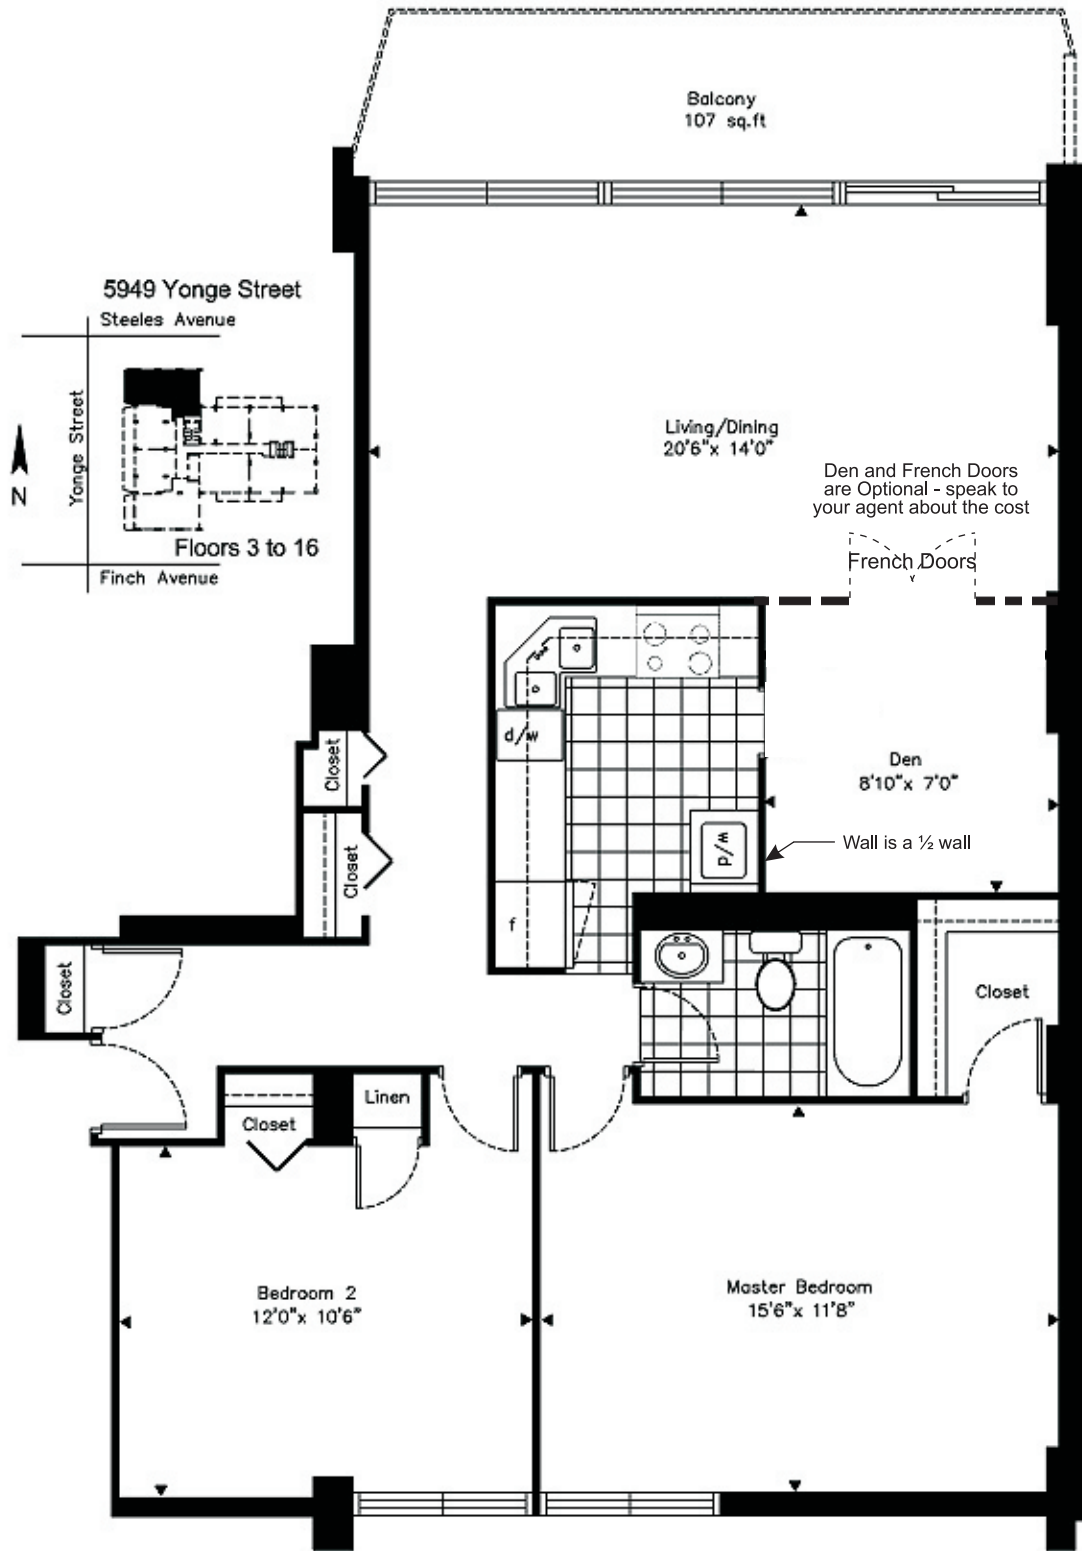 Balcony
107 sq.ft
5949 Yonge Street
Steeles Avenue
Yonge Street
N
Floors 3 to 16
Finch Avenue
Living/Dining
20'6"x 14'0"
Den and French Doors
are Optional - speak to
your agent about the cost
French Doors
d/w
Closet
Den
8'10"x 7'0"
w/d
Wall is a ½ wall
Closet
f
Closet
Closet
Linen
Closet
Bedroom 2
12'0"x 10'6"
Master Bedroom
15'6"x 11'8"